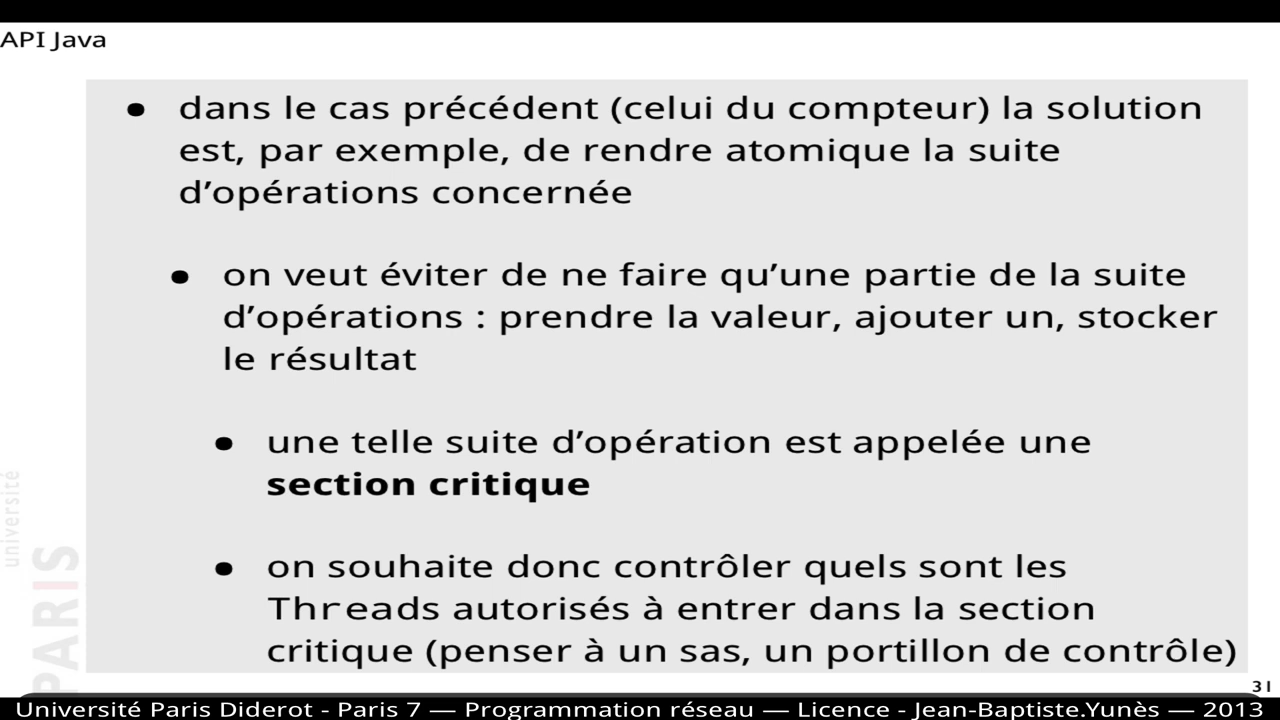 API Java
• dans le cas précédent (celui du compteur) la solution
est, par exemple, de rendre atomique la suite
d’opérations concernée
• on veut éviter de ne faire qu’une partie de la suite
d’opérations : prendre la valeur, ajouter un, stocker
le résultat
• une telle suite d’opération est appelée une
section critique
• on souhaite donc contrôler quels sont les
Threads autorisés à entrer dans la section
critique (penser à un sas, un portillon de contrôle)
université
PARIS
31
Université Paris Diderot - Paris 7 — Programmation réseau — Licence - Jean-Baptiste.Yunès — 2013